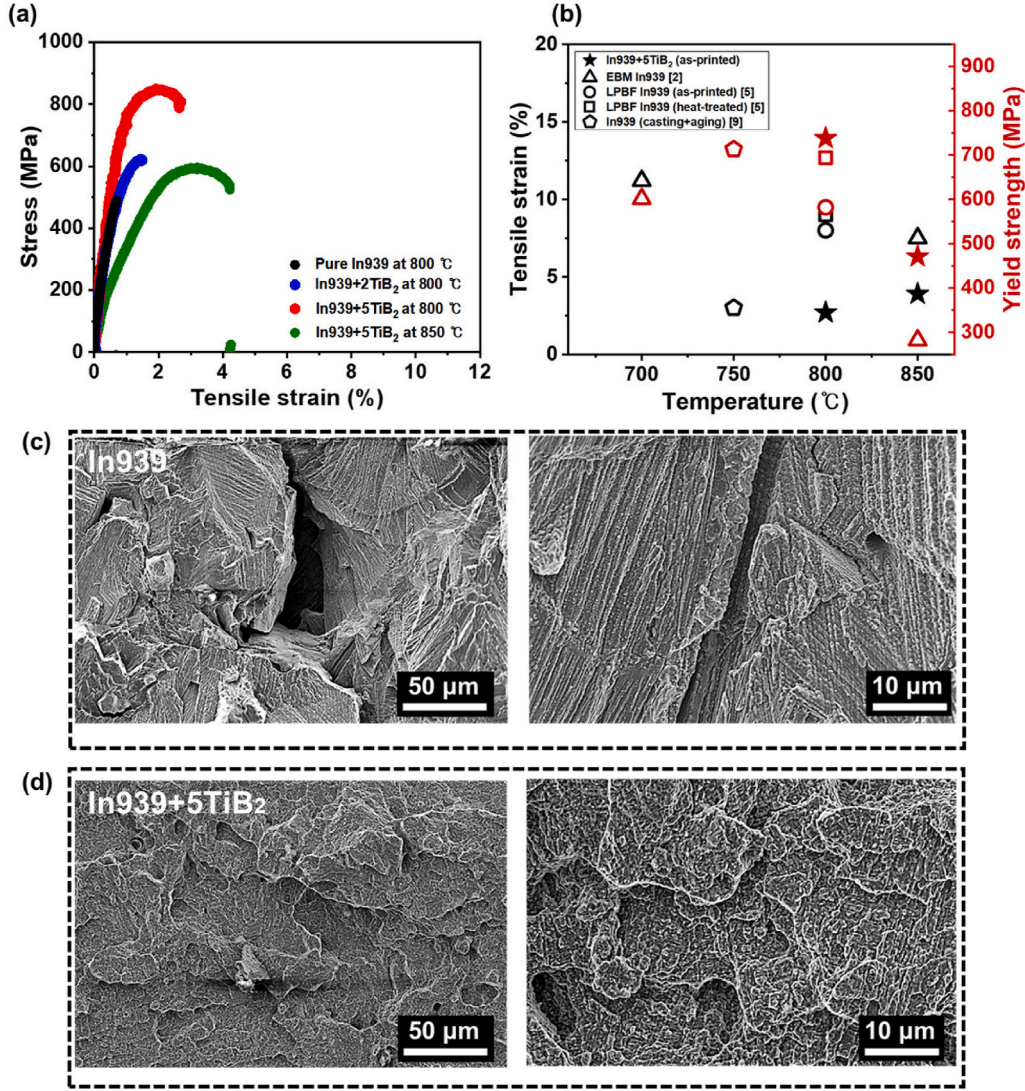 (a)
1000
800
600
400
200
0
Stress (MPa)
Pure In939 at 800 ℃
In939+2TiB₂ at 800 ℃
In939+5TiB₂ at 800 ℃
In939+5TiB₂ at 850 ℃
0 2 4 6 8 10 12
Tensile strain (%)
(b)
20
15
10
5
0
Tensile strain (%)
In939+5TiB₂ (as-printed)
EBM In939 [2]
LPBF In939 (as-printed) [5]
LPBF In939 (heat-treated) [5]
In939 (casting+aging) [9]
900
800
700
600
500
400
300
Yield strength (MPa)
700 750 800 850
Temperature (℃)
(c)
In939
50 µm
10 µm
(d)
In939+5TiB₂
50 µm
10 µm